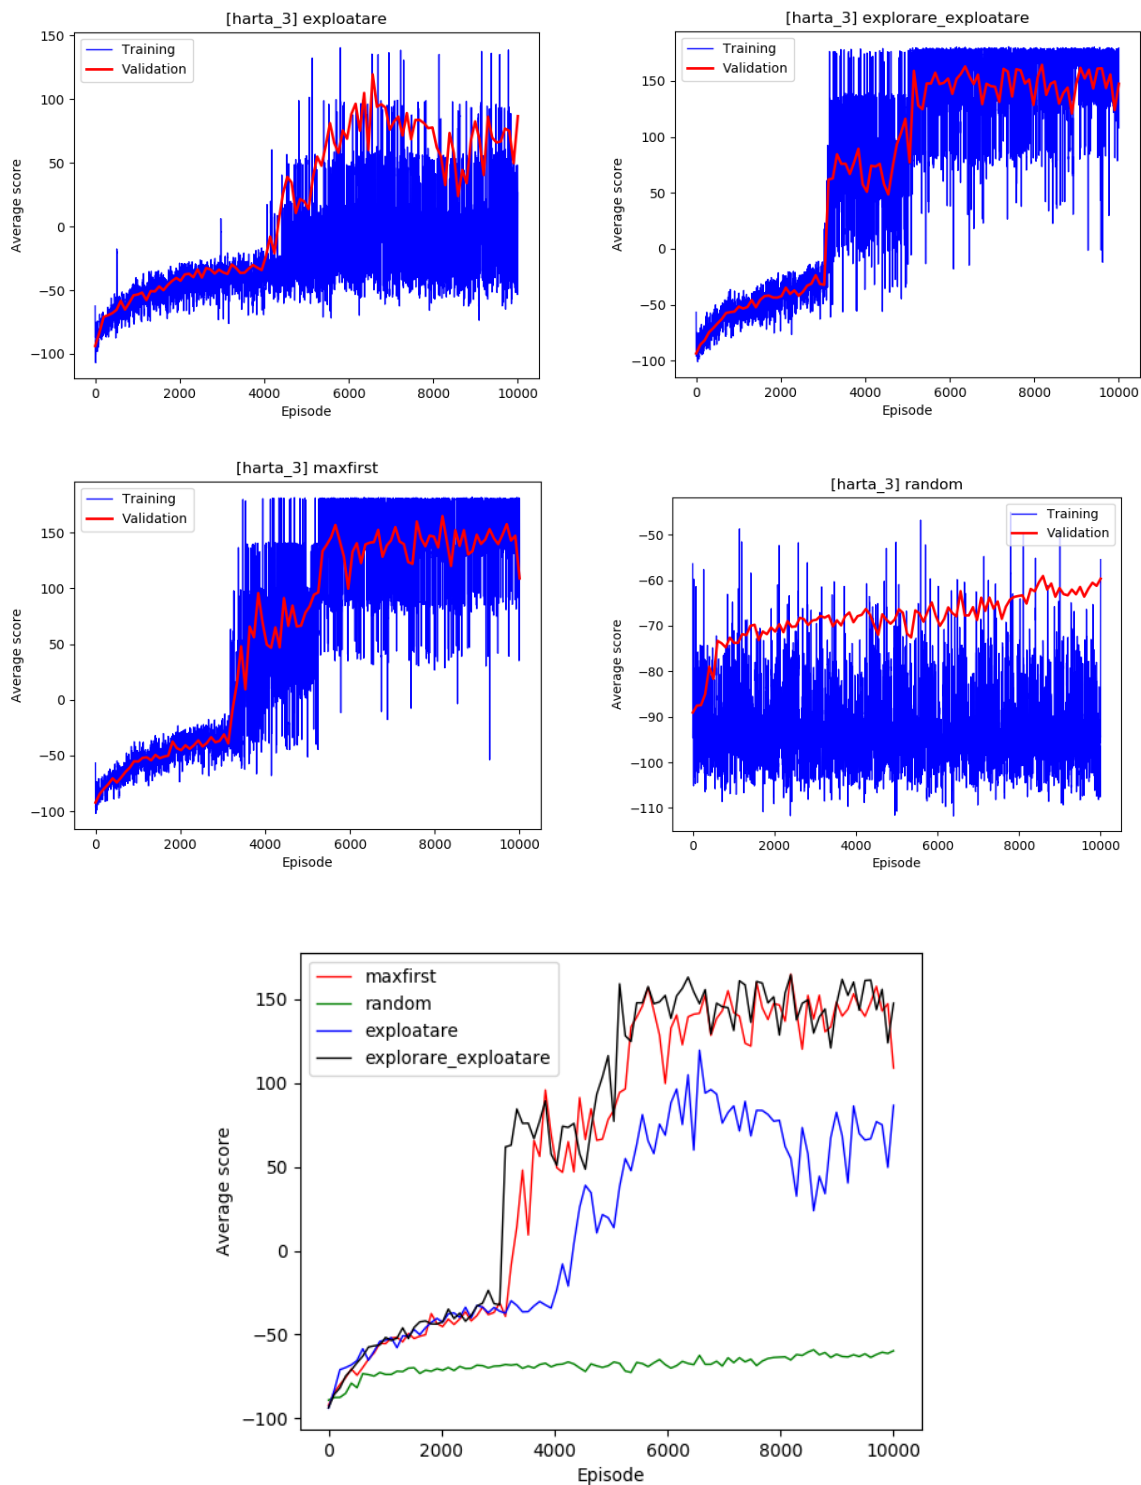 [harta_3] exploatare
Training
Validation
Average score
150
100
50
0
−50
−100
0 2000 4000 6000 8000 10000
Episode
[harta_3] explorare_exploatare
Training
Validation
Average score
150
100
50
0
−50
−100
0 2000 4000 6000 8000 10000
Episode
[harta_3] maxfirst
Training
Validation
Average score
150
100
50
0
−50
−100
0 2000 4000 6000 8000 10000
Episode
[harta_3] random
Training
Validation
Average score
−50
−60
−70
−80
−90
−100
−110
0 2000 4000 6000 8000 10000
Episode
maxfirst
random
exploatare
explorare_exploatare
Average score
150
100
50
0
−50
−100
0 2000 4000 6000 8000 10000
Episode